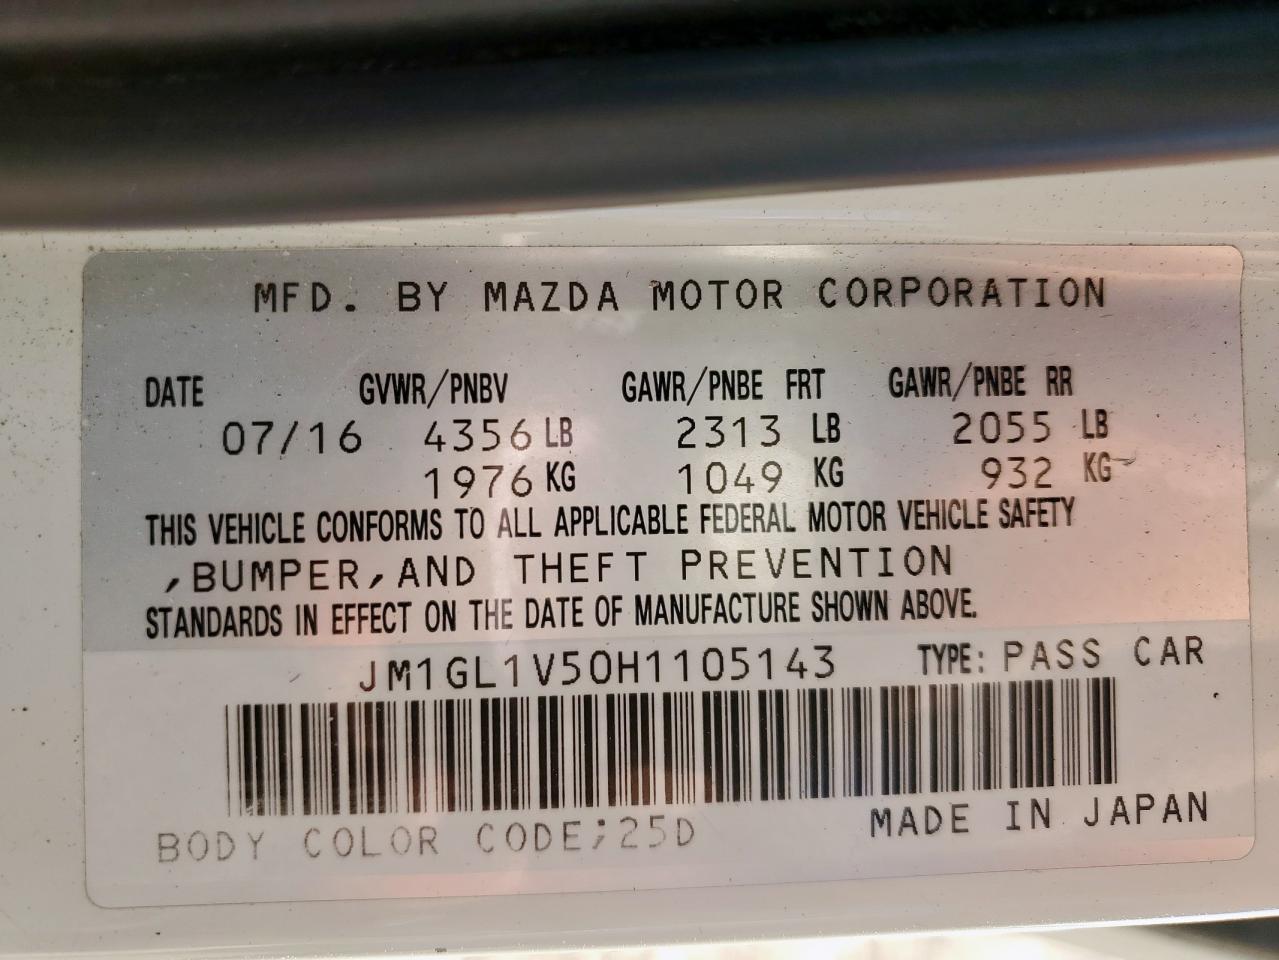 MFD. BY MAZDA MOTOR CORPORATION
DATE GVWR/PNBV GAWR/PNBE FRT GAWR/PNBE RR
07/16 4356 LB 2313 LB 2055 LB
1976 KG 1049 KG 932 KG
THIS VEHICLE CONFORMS TO ALL APPLICABLE FEDERAL MOTOR VEHICLE SAFETY
,BUMPER,AND THEFT PREVENTION
STANDARDS IN EFFECT ON THE DATE OF MANUFACTURE SHOWN ABOVE.
JM1GL1V50H1105143 TYPE: PASS CAR
BODY COLOR CODE;25D MADE IN JAPAN